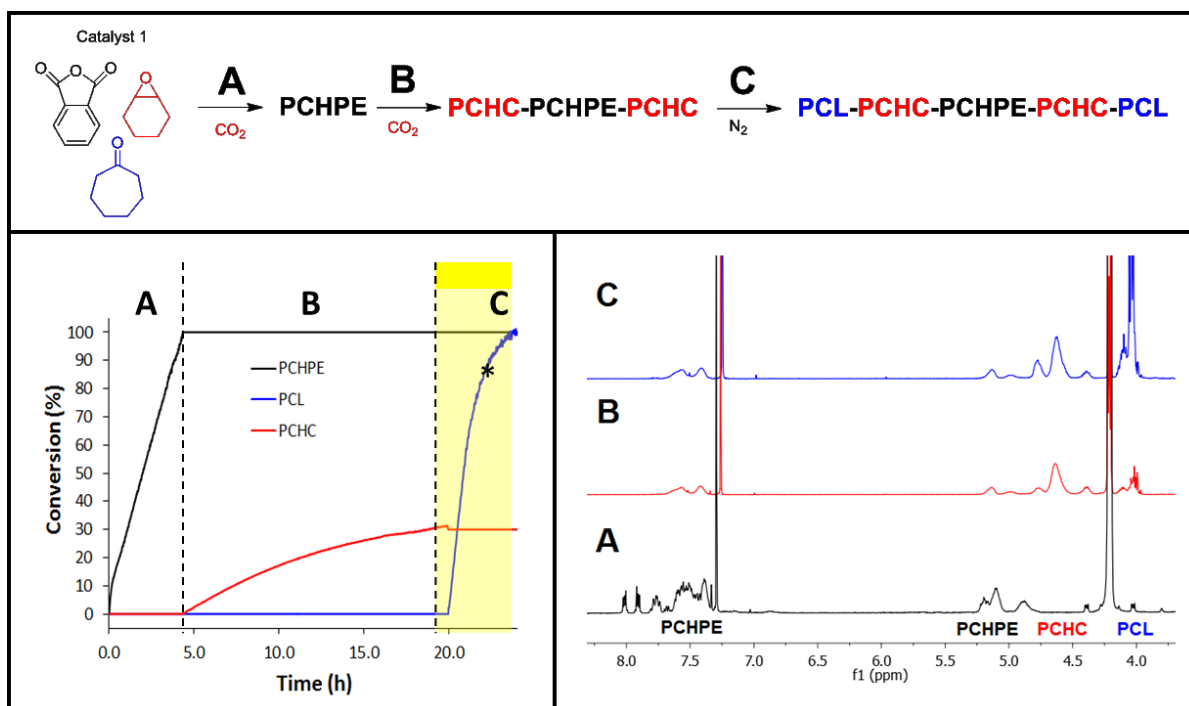 Catalyst 1
O O O
O
O
A
CO2
PCHPE
B
CO2
PCHC-PCHPE-PCHC
C
N2
PCL-PCHC-PCHPE-PCHC-PCL
A B C
Conversion (%)
100
90
80
70
60
50
40
30
20
10
0
PCHPE
PCL
PCHC
*
0.0 5.0 10.0 15.0 20.0
Time (h)
C
B
A
PCHPE PCHPE PCHC PCL
8.0 7.5 7.0 6.5 6.0 5.5 5.0 4.5 4.0
f1 (ppm)